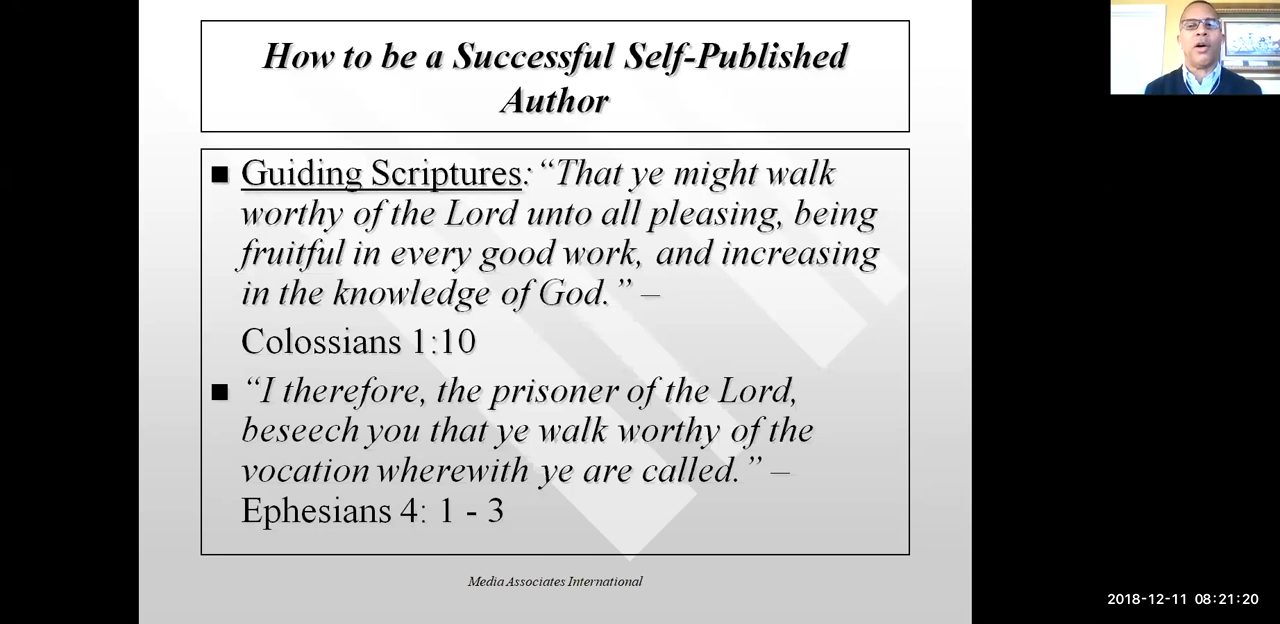 How to be a Successful Self-Published
Author
■ Guiding Scriptures: “That ye might walk
worthy of the Lord unto all pleasing, being
fruitful in every good work, and increasing
in the knowledge of God.” –
Colossians 1:10
■ “I therefore, the prisoner of the Lord,
beseech you that ye walk worthy of the
vocation wherewith ye are called.” –
Ephesians 4: 1 - 3
Media Associates International
2018-12-11 08:21:20